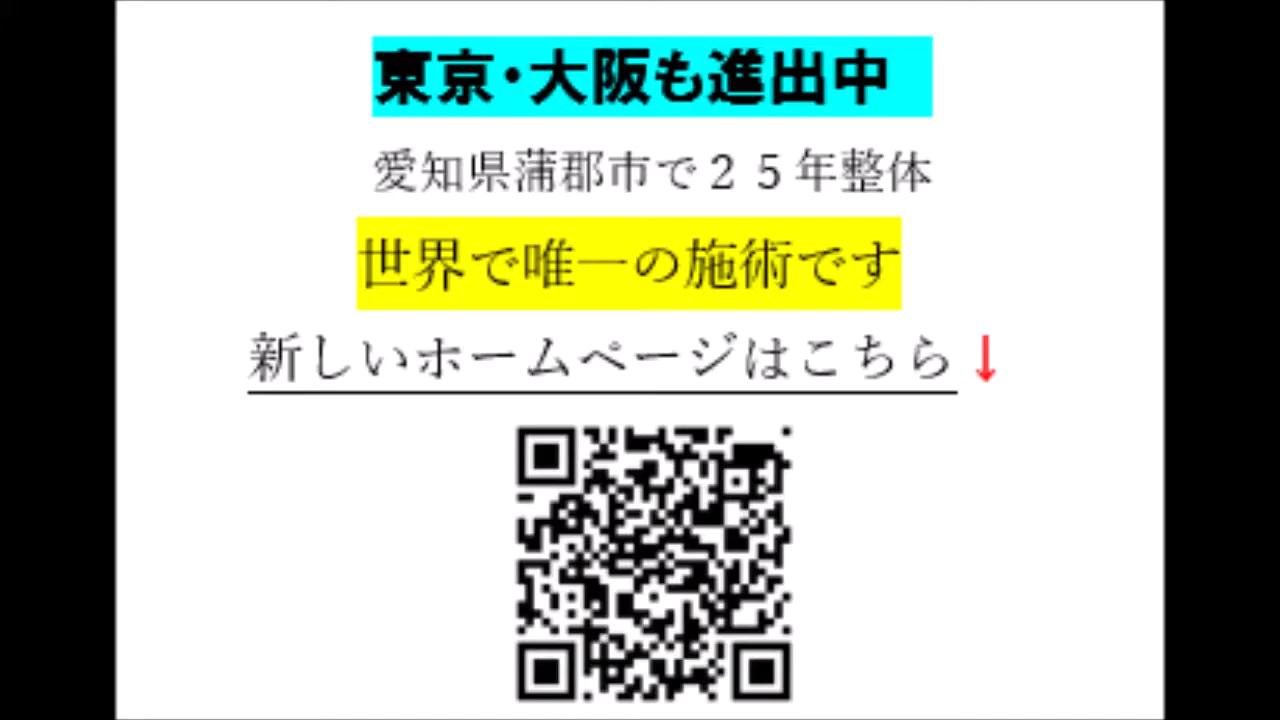 東京・大阪も進出中
愛知県蒲郡市で２５年整体
世界で唯一の施術です
新しいホームページはこちら↓